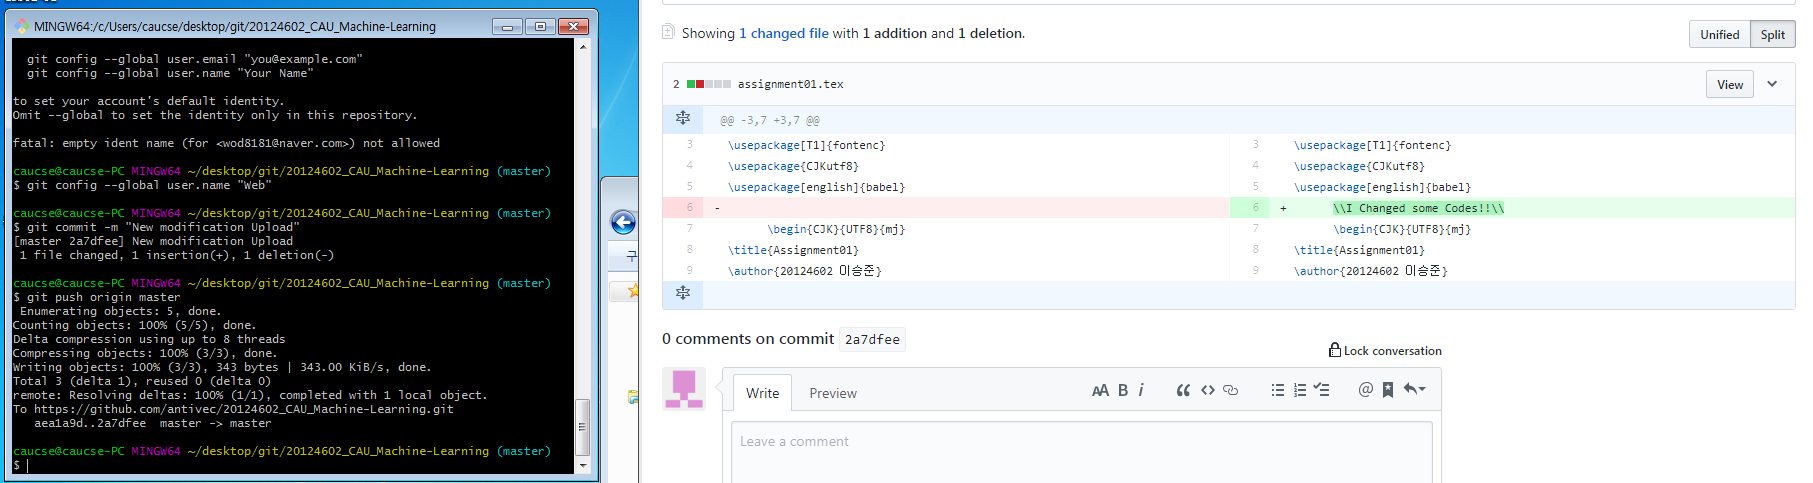 MINGW64:/c/Users/caucse/desktop/git/20124602_CAU_Machine-Learning
git config --global user.email "you@example.com"
git config --global user.name "Your Name"
to set your account's default identity.
Omit --global to set the identity only in this repository.
fatal: empty ident name (for <wod8181@naver.com>) not allowed
caucse@caucse-PC MINGW64 ~/desktop/git/20124602_CAU_Machine-Learning (master)
$ git config --global user.name "Web"
caucse@caucse-PC MINGW64 ~/desktop/git/20124602_CAU_Machine-Learning (master)
$ git commit -m "New modification Upload"
[master 2a7dfee] New modification Upload
1 file changed, 1 insertion(+), 1 deletion(-)
caucse@caucse-PC MINGW64 ~/desktop/git/20124602_CAU_Machine-Learning (master)
$ git push origin master
Enumerating objects: 5, done.
Counting objects: 100% (5/5), done.
Delta compression using up to 8 threads
Compressing objects: 100% (3/3), done.
Writing objects: 100% (3/3), 343 bytes | 343.00 KiB/s, done.
Total 3 (delta 1), reused 0 (delta 0)
remote: Resolving deltas: 100% (1/1), completed with 1 local object.
To https://github.com/antivec/20124602_CAU_Machine-Learning.git
aea1a9d..2a7dfee master -> master
caucse@caucse-PC MINGW64 ~/desktop/git/20124602_CAU_Machine-Learning (master)
$
구
Showing 1 changed file with 1 addition and 1 deletion.
Unified Split
2 assignment01.tex View
@@ -3,7 +3,7 @@
3 \usepackage[T1]{fontenc} 3 \usepackage[T1]{fontenc}
4 \usepackage{CJKutf8} 4 \usepackage{CJKutf8}
5 \usepackage[english]{babel} 5 \usepackage[english]{babel}
6 - 6 + \\I Changed some Codes!!\\
7 \begin{CJK}{UTF8}{mj} 7 \begin{CJK}{UTF8}{mj}
8 \title{Assignment01} 8 \title{Assignment01}
9 \author{20124602 이승준} 9 \author{20124602 이승준}
0 comments on commit 2a7dfee
Lock conversation
Write Preview AA B i @
Leave a comment